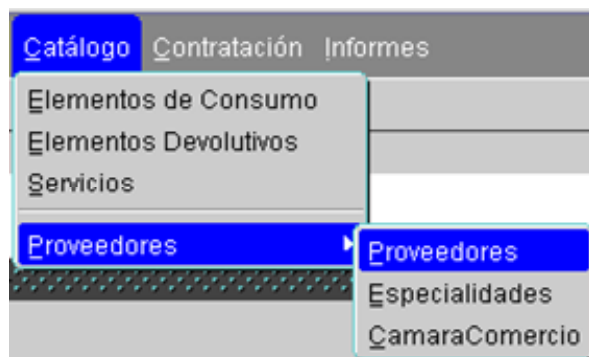 Catálogo Contratación Informes
Elementos de Consumo
Elementos Devolutivos
Servicios
Proveedores
Proveedores
Especialidades
CamaraComercio